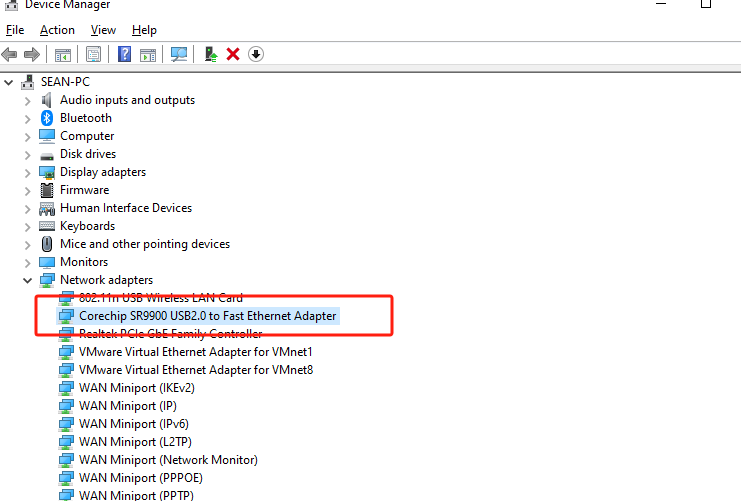 Device Manager
File Action View Help
SEAN-PC
Audio inputs and outputs
Bluetooth
Computer
Disk drives
Display adapters
Firmware
Human Interface Devices
Keyboards
Mice and other pointing devices
Monitors
Network adapters
802.11n USB Wireless LAN Card
Corechip SR9900 USB2.0 to Fast Ethernet Adapter
Realtek PCIe GbE Family Controller
VMware Virtual Ethernet Adapter for VMnet1
VMware Virtual Ethernet Adapter for VMnet8
WAN Miniport (IKEv2)
WAN Miniport (IP)
WAN Miniport (IPv6)
WAN Miniport (L2TP)
WAN Miniport (Network Monitor)
WAN Miniport (PPPOE)
WAN Miniport (PPTP)